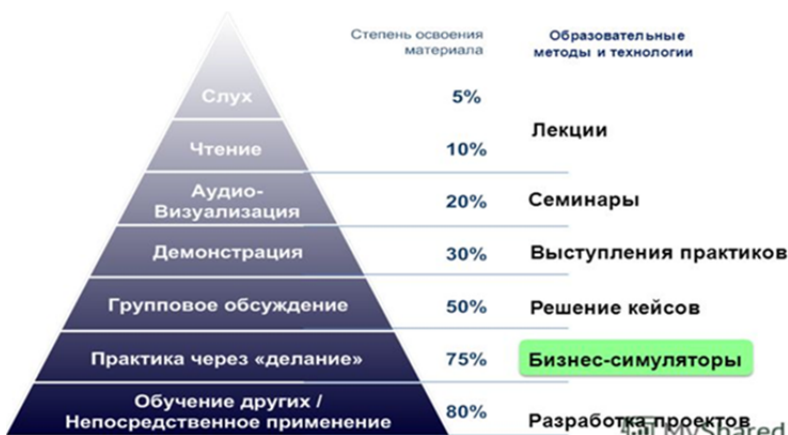 Степень освоения
материала
Образовательные
методы и технологии
Слух
5%
Лекции
Чтение
10%
Аудио-
Визуализация
20%
Семинары
Демонстрация
30%
Выступления практиков
Групповое обсуждение
50%
Решение кейсов
Практика через «делание»
75%
Бизнес-симуляторы
Обучение других /
Непосредственное применение
80%
Разработка проектов
MyShared